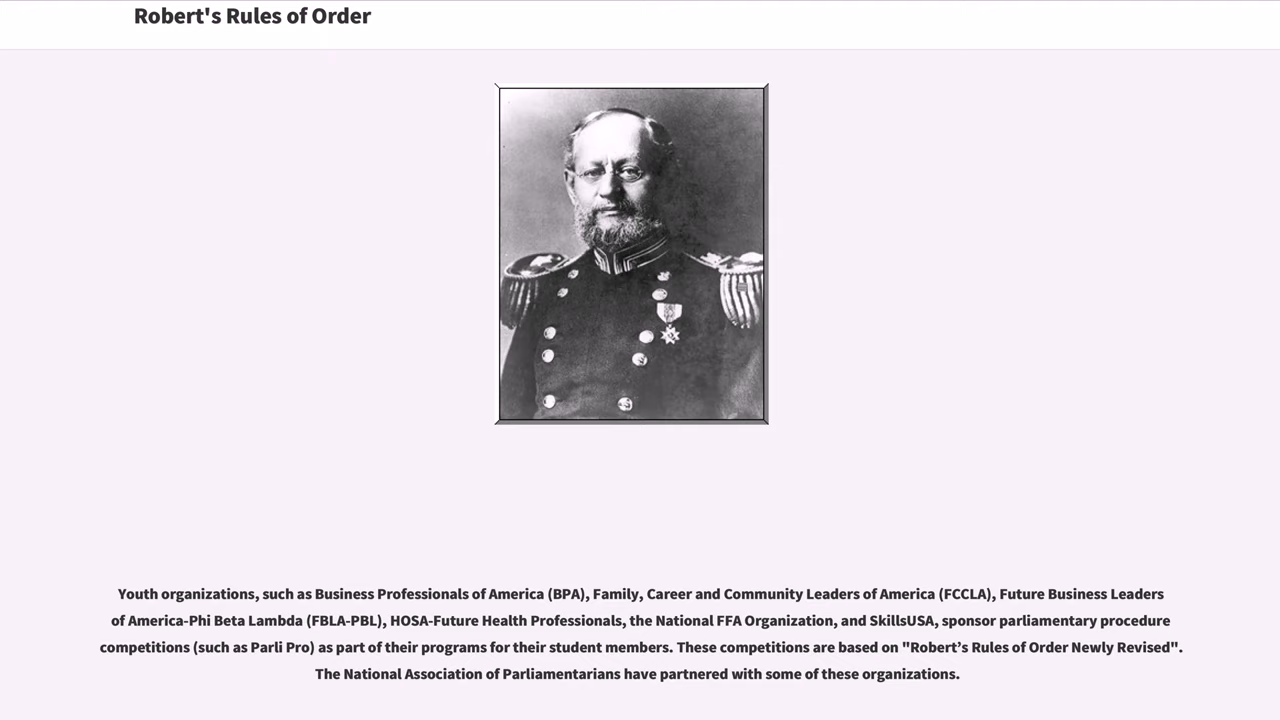 Robert's Rules of Order
Youth organizations, such as Business Professionals of America (BPA), Family, Career and Community Leaders of America (FCCLA), Future Business Leaders
of America-Phi Beta Lambda (FBLA-PBL), HOSA-Future Health Professionals, the National FFA Organization, and SkillsUSA, sponsor parliamentary procedure
competitions (such as Parli Pro) as part of their programs for their student members. These competitions are based on "Robert’s Rules of Order Newly Revised".
The National Association of Parliamentarians have partnered with some of these organizations.